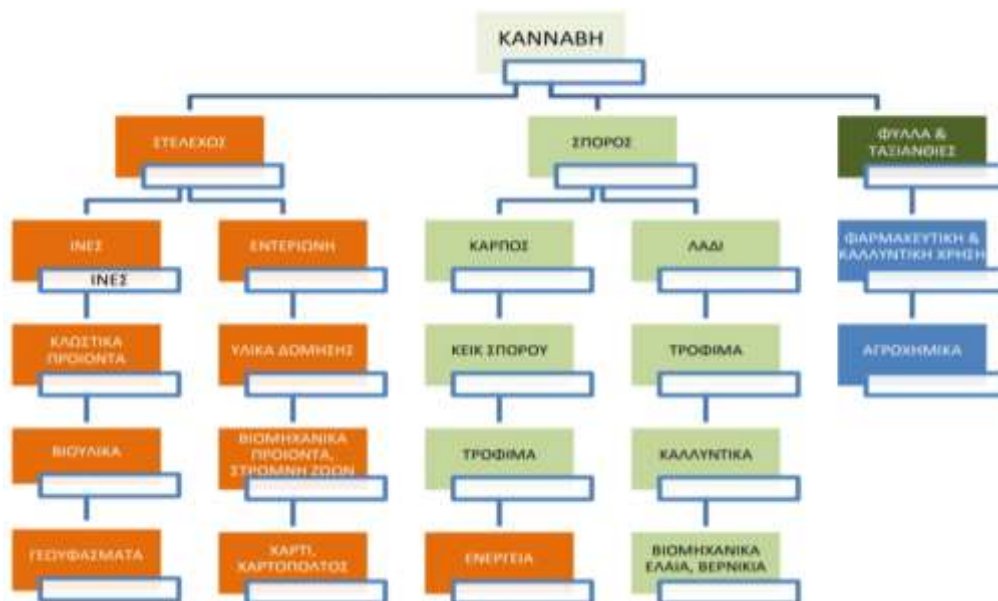 ΚΑΝΝΑΒΗ
ΣΤΕΛΕΧΟΣ
ΣΠΟΡΟΣ
ΦΥΛΛΑ &
ΤΑΞΙΑΝΘΙΕΣ
ΙΝΕΣ
ΙΝΕΣ
ΕΝΤΕΡΙΩΝΗ
ΚΑΡΠΟΣ
ΛΑΔΙ
ΦΑΡΜΑΚΕΥΤΙΚΗ &
ΚΑΛΛΥΝΤΙΚΗ ΧΡΗΣΗ
ΚΛΩΣΤΙΚΑ
ΠΡΟΙΟΝΤΑ
ΥΛΙΚΑ ΔΟΜΗΣΗΣ
ΚΕΙΚ ΣΠΟΡΟΥ
ΤΡΟΦΙΜΑ
ΑΓΡΟΧΗΜΙΚΑ
ΒΙΟΥΛΙΚΑ
ΒΙΟΜΗΧΑΝΙΚΑ
ΠΡΟΙΟΝΤΑ,
ΣΤΡΩΜΝΗ ΖΩΩΝ
ΤΡΟΦΙΜΑ
ΚΑΛΛΥΝΤΙΚΑ
ΓΕΩΥΦΑΣΜΑΤΑ
ΧΑΡΤΙ,
ΧΑΡΤΟΠΟΛΤΟΣ
ΕΝΕΡΓΕΙΑ
ΒΙΟΜΗΧΑΝΙΚΑ
ΕΛΑΙΑ, ΒΕΡΝΙΚΙΑ